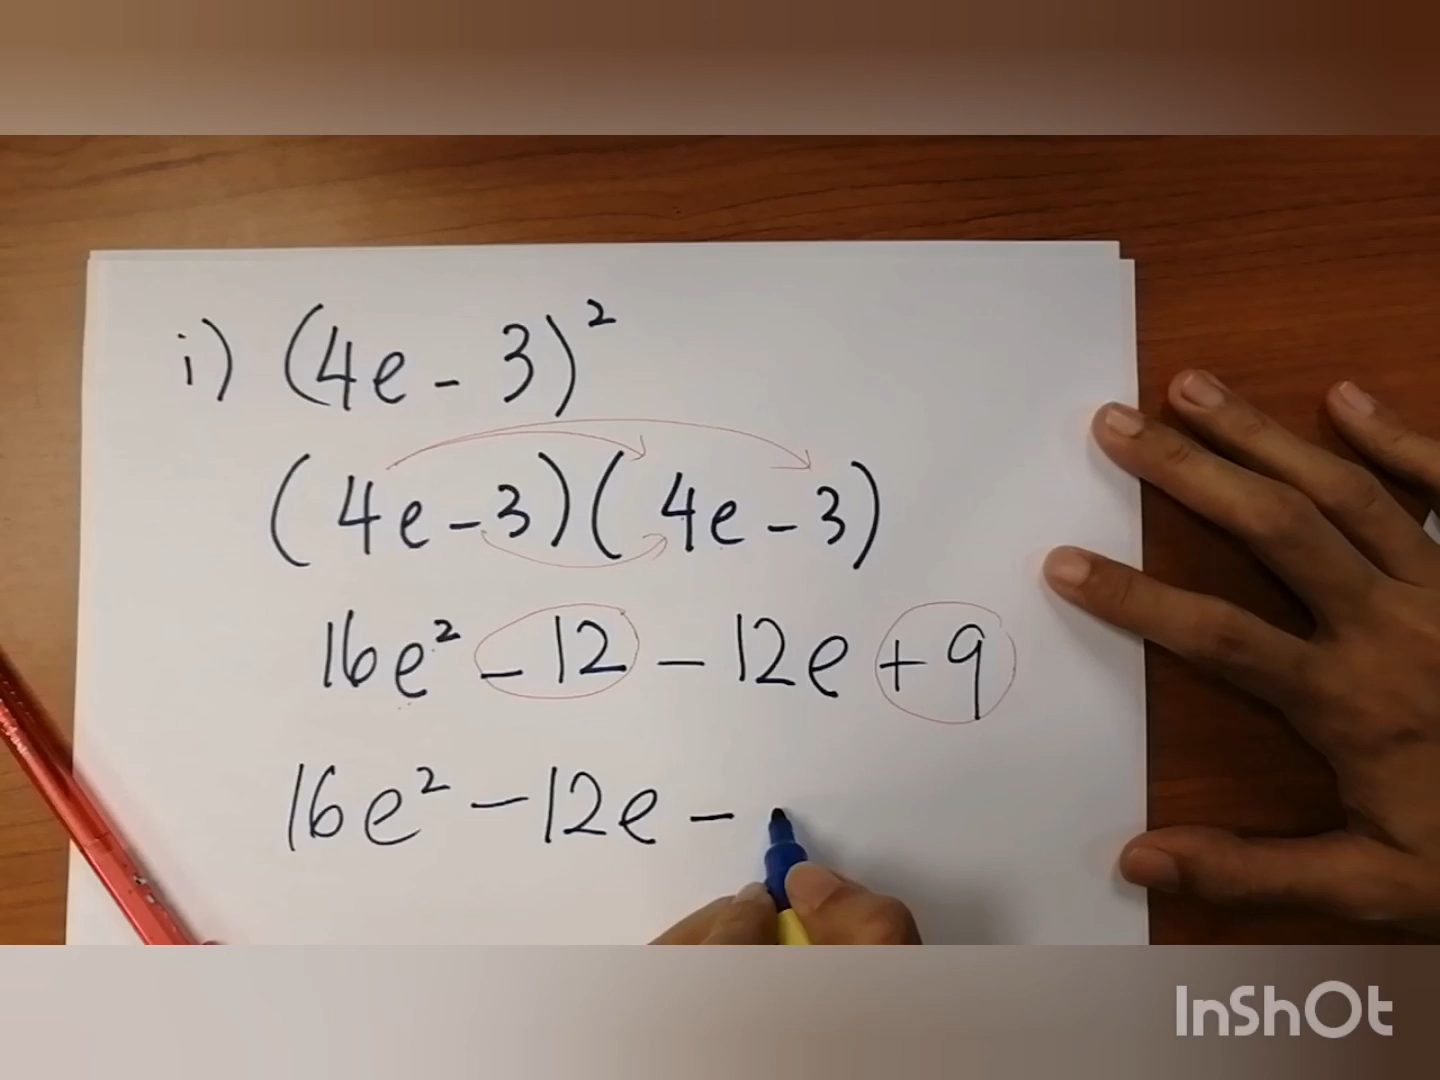 i) (4e - 3)²
(4e - 3)(4e - 3)
16e² - 12 - 12e + 9
16e² - 12e -
InShOt